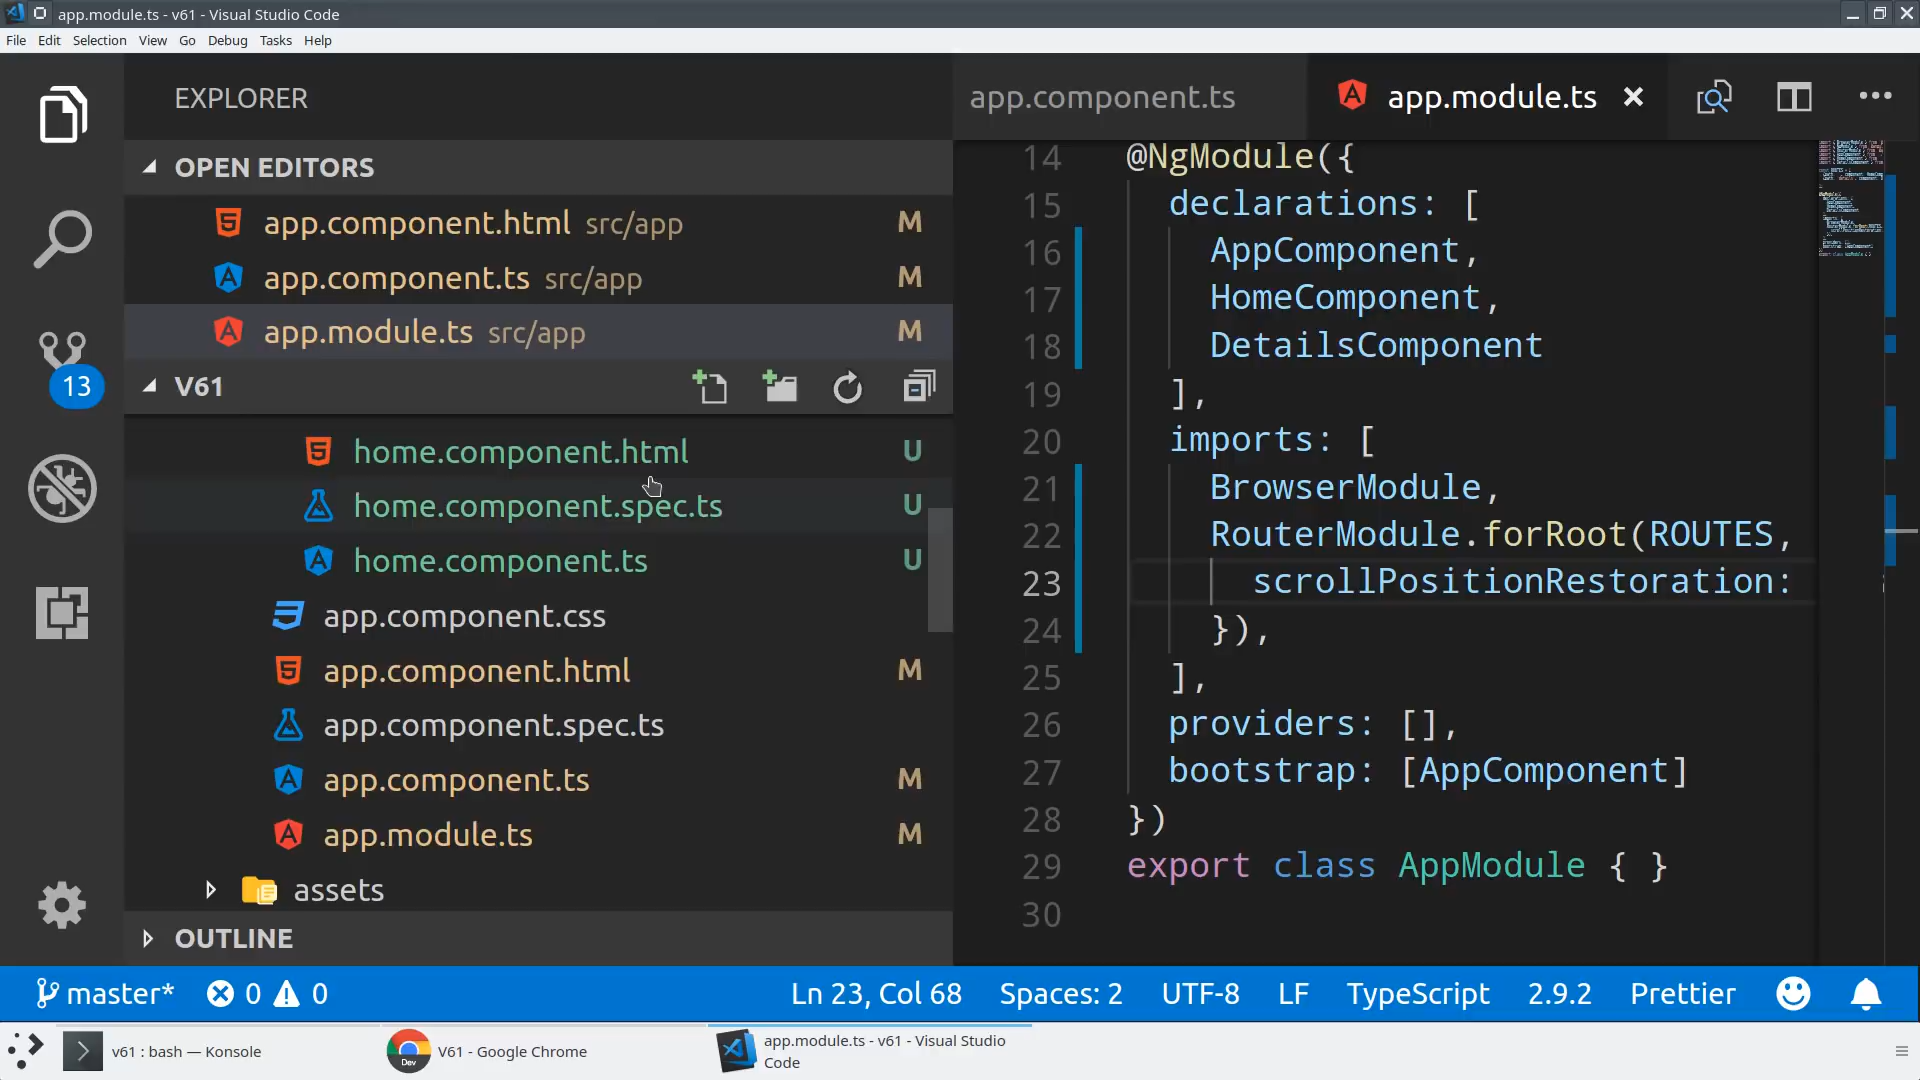 app.module.ts - v61 - Visual Studio Code
File Edit Selection View Go Debug Tasks Help
EXPLORER
OPEN EDITORS
app.component.html src/app M
app.component.ts src/app M
app.module.ts src/app M
V61
home.component.html U
home.component.spec.ts U
home.component.ts U
app.component.css
app.component.html M
app.component.spec.ts
app.component.ts M
app.module.ts M
assets
OUTLINE
13
app.component.ts app.module.ts
14 @NgModule({
15 declarations: [
16 AppComponent,
17 HomeComponent,
18 DetailsComponent
19 ],
20 imports: [
21 BrowserModule,
22 RouterModule.forRoot(ROUTES,
23 scrollPositionRestoration:
24 }),
25 ],
26 providers: [],
27 bootstrap: [AppComponent]
28 })
29 export class AppModule { }
30
master* 0 0 Ln 23, Col 68 Spaces: 2 UTF-8 LF TypeScript 2.9.2 Prettier
v61 : bash — Konsole
Dev
V61 - Google Chrome
app.module.ts - v61 - Visual Studio
Code